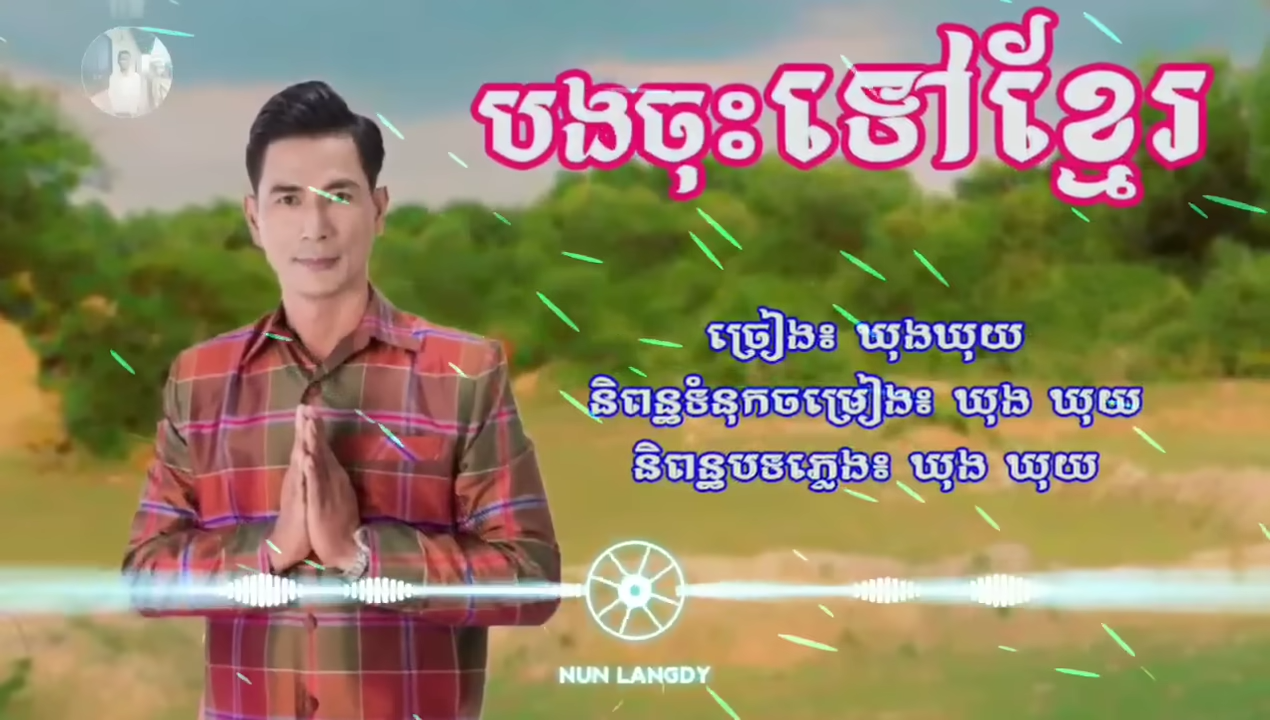 បងចុះទៅខ្មែរ
ច្រៀង៖ ឃុងឃុយ
និពន្ធទំនុកចម្រៀង៖ ឃុង ឃុយ
និពន្ធបទភ្លេង៖ ឃុង ឃុយ
NUN LANGDY